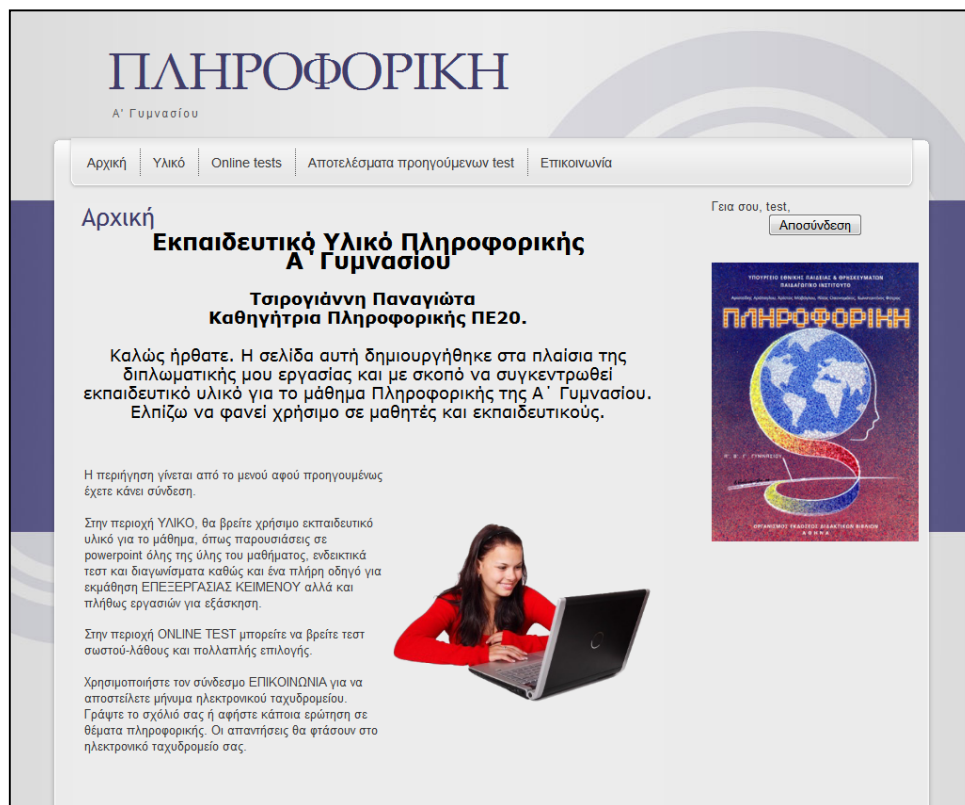 ΠΛΗΡΟΦΟΡΙΚΗ
Α' Γυμνασίου
Αρχική
Υλικό
Online tests
Αποτελέσματα προηγούμενων test
Επικοινωνία
Αρχική
Εκπαιδευτικό Υλικό Πληροφορικής
Α΄ Γυμνασίου
Τσιρογιάννη Παναγιώτα
Καθηγήτρια Πληροφορικής ΠΕ20.
Καλώς ήρθατε. Η σελίδα αυτή δημιουργήθηκε στα πλαίσια της
διπλωματικής μου εργασίας και με σκοπό να συγκεντρωθεί
εκπαιδευτικό υλικό για το μάθημα Πληροφορικής της Α΄ Γυμνασίου.
Ελπίζω να φανεί χρήσιμο σε μαθητές και εκπαιδευτικούς.
Η περιήγηση γίνεται από το μενού αφού προηγουμένως
έχετε κάνει σύνδεση.
Στην περιοχή ΥΛΙΚΟ, θα βρείτε χρήσιμο εκπαιδευτικό
υλικό για το μάθημα, όπως παρουσιάσεις σε
powerpoint όλης της ύλης του μαθήματος, ενδεικτικά
τεστ και διαγωνίσματα καθώς και ένα πλήρη οδηγό για
εκμάθηση ΕΠΕΞΕΡΓΑΣΙΑΣ ΚΕΙΜΕΝΟΥ αλλά και
πλήθως εργασιών για εξάσκηση.
Στην περιοχή ONLINE TEST μπορείτε να βρείτε τεστ
σωστού-λάθους και πολλαπλής επιλογής.
Χρησιμοποιήστε τον σύνδεσμο ΕΠΙΚΟΙΝΩΝΙΑ για να
αποστείλετε μήνυμα ηλεκτρονικού ταχυδρομείου.
Γράψτε το σχόλιό σας ή αφήστε κάποια ερώτηση σε
θέματα πληροφορικής. Οι απαντήσεις θα φτάσουν στο
ηλεκτρονικό ταχυδρομείο σας.
Γεια σου, test,
Αποσύνδεση
ΥΠΟΥΡΓΕΙΟ ΕΘΝΙΚΗΣ ΠΑΙΔΕΙΑΣ & ΘΡΗΣΚΕΥΜΑΤΩΝ
ΠΑΙΔΑΓΩΓΙΚΟ ΙΝΣΤΙΤΟΥΤΟ
ΠΛΗΡΟΦΟΡΙΚΗ
Α', Β', Γ', ΓΥΜΝΑΣΙΟΥ
ΟΡΓΑΝΙΣΜΟΣ ΕΚΔΟΣΕΩΣ ΔΙΔΑΚΤΙΚΩΝ ΒΙΒΛΙΩΝ
ΑΘΗΝΑ